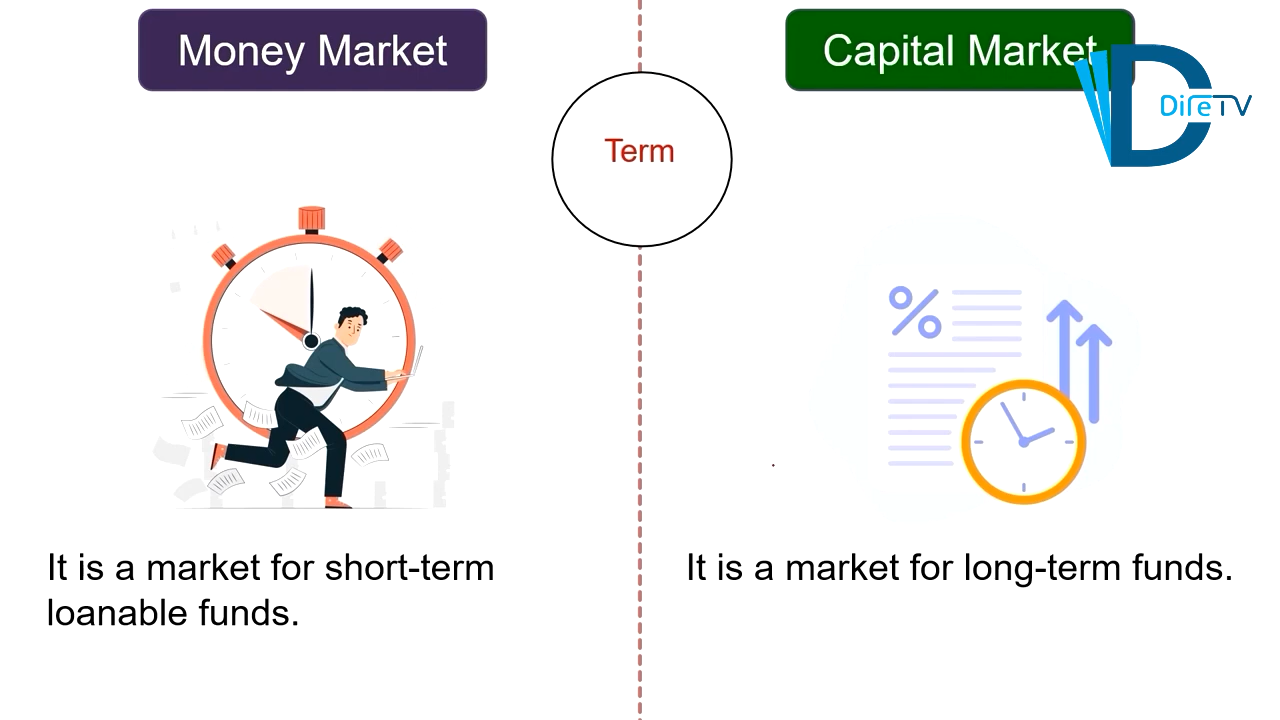 Money Market
Capital Market
DireTV
Term
%
It is a market for short-term
loanable funds.
It is a market for long-term funds.